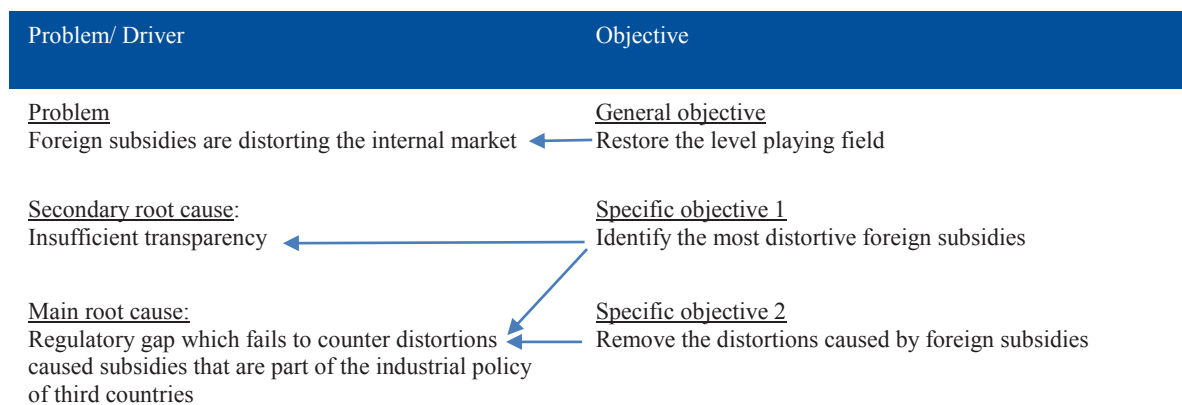 Problem/ Driver
Objective
Problem
General objective
Foreign subsidies are distorting the internal market
Restore the level playing field
Secondary root cause:
Specific objective 1
Insufficient transparency
Identify the most distortive foreign subsidies
Main root cause:
Specific objective 2
Regulatory gap which fails to counter distortions
Remove the distortions caused by foreign subsidies
caused subsidies that are part of the industrial policy
of third countries